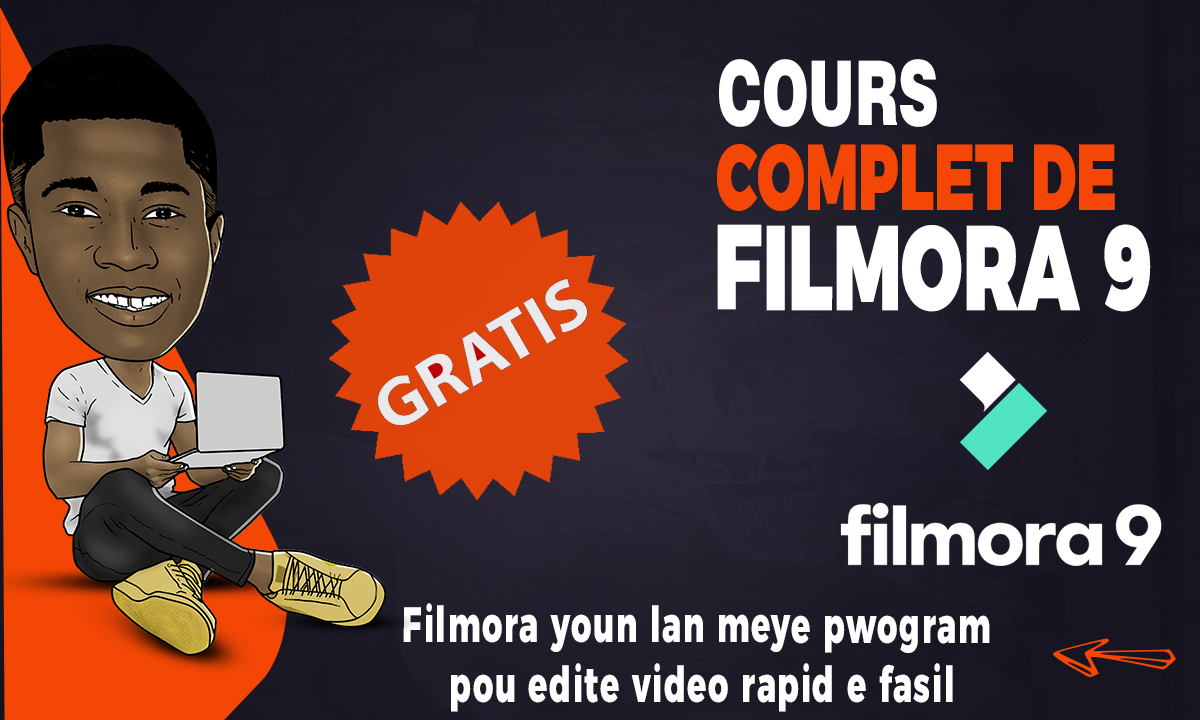 COURS
COMPLET DE
FILMORA 9
GRATIS
filmora 9
Filmora youn lan meye pwogram
pou edite video rapid e fasil